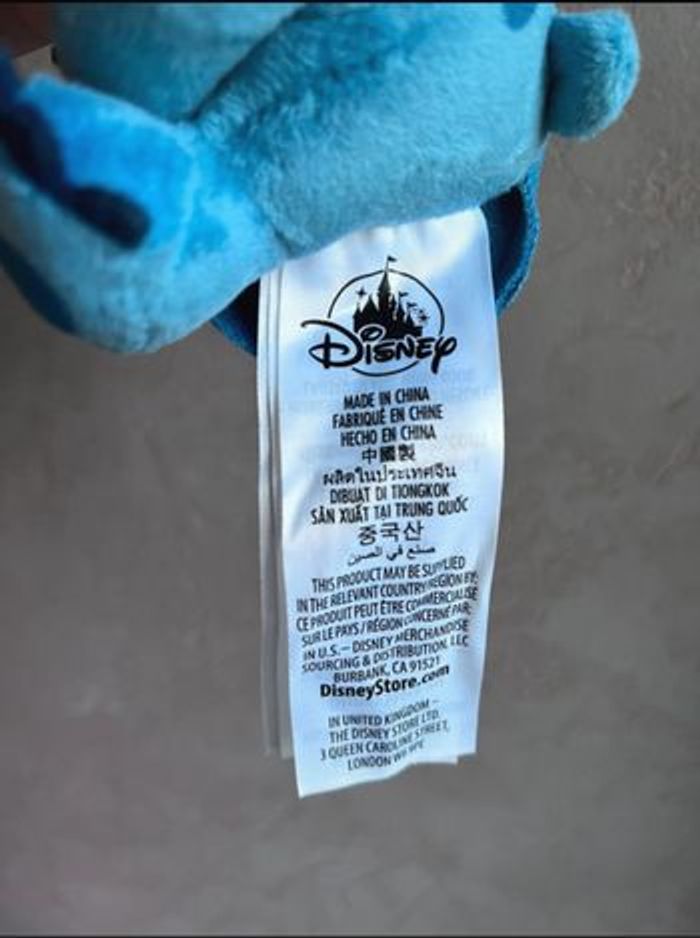 Disney
MADE IN CHINA
FABRIQUÉ EN CHINE
HECHO EN CHINA
中國製
ผลิตในประเทศจีน
DIBUAT DI TIONGKOK
SẢN XUẤT TẠI TRUNG QUỐC
중국산
صنع في الصين
THIS PRODUCT MAY BE SUPPLIED
IN THE RELEVANT COUNTRY/REGION BY:
CE PRODUIT PEUT ÊTRE COMMERCIALISÉ
SUR LE PAYS / RÉGION CONCERNÉ PAR:
IN U.S. – DISNEY MERCHANDISE
SOURCING & DISTRIBUTION, LLC
BURBANK, CA 91521
DisneyStore.com
IN UNITED KINGDOM –
THE DISNEY STORE LTD.
3 QUEEN CAROLINE STREET,
LONDON W6 9PE